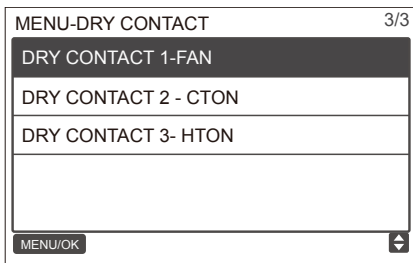 MENU-DRY CONTACT 3/3
DRY CONTACT 1-FAN
DRY CONTACT 2 - CTON
DRY CONTACT 3- HTON
MENU/OK